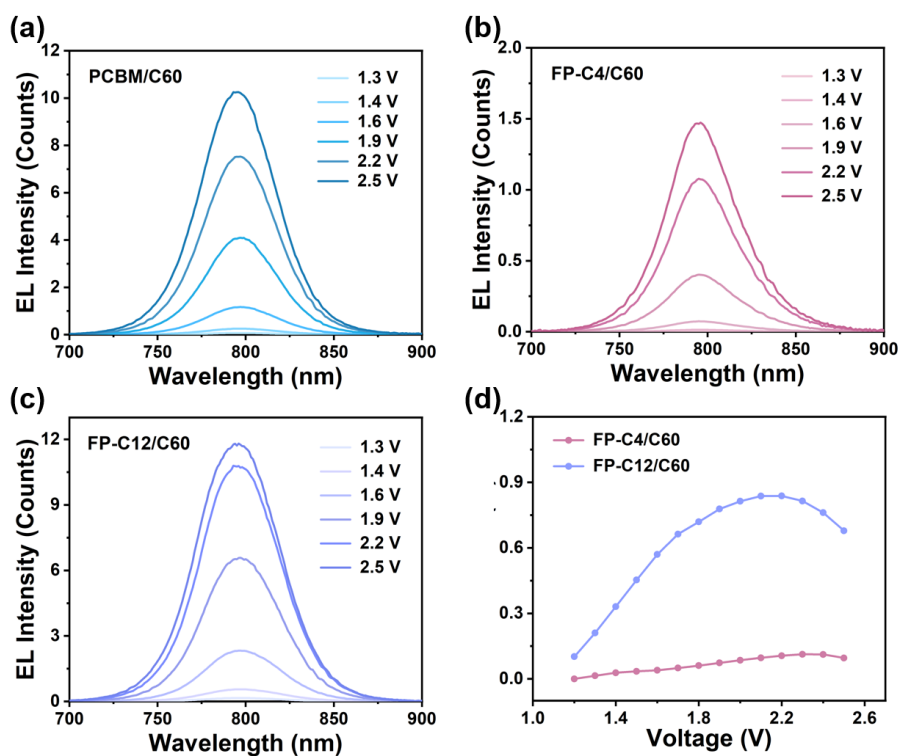 (a)
PCBM/C60
1.3 V
1.4 V
1.6 V
1.9 V
2.2 V
2.5 V
EL Intensity (Counts)
12
10
8
6
4
2
0
700
750
800
850
900
Wavelength (nm)
(b)
FP-C4/C60
1.3 V
1.4 V
1.6 V
1.9 V
2.2 V
2.5 V
EL Intensity (Counts)
2.0
1.5
1.0
0.5
0.0
700
750
800
850
900
Wavelength (nm)
(c)
FP-C12/C60
1.3 V
1.4 V
1.6 V
1.9 V
2.2 V
2.5 V
EL Intensity (Counts)
12
9
6
3
0
700
750
800
850
900
Wavelength (nm)
(d)
FP-C4/C60
FP-C12/C60
1.2
0.9
0.6
0.3
0.0
1.0
1.4
1.8
2.2
2.6
Voltage (V)